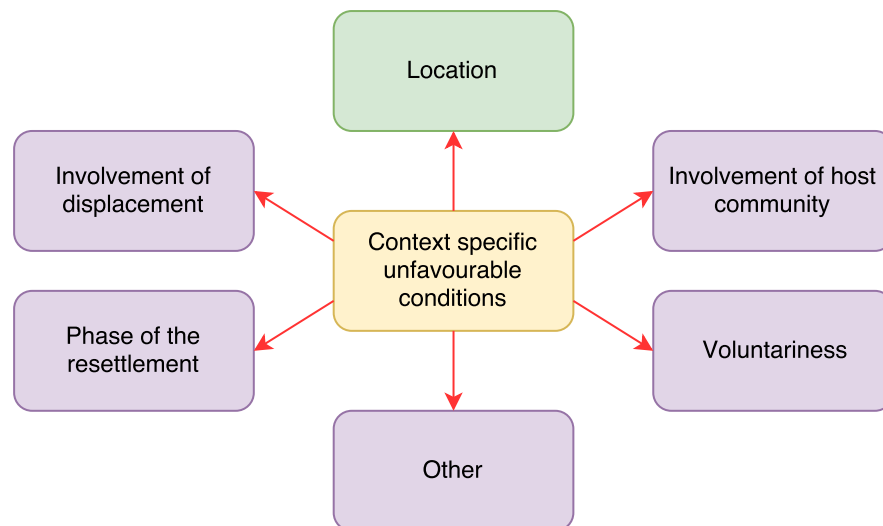 Location
Involvement of
displacement
Involvement of host
community
Context specific
unfavourable
conditions
Phase of the
resettlement
Voluntariness
Other